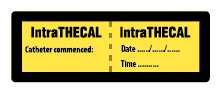 IntraTHECAL
Catheter commenced:
IntraTHECAL
Date ...../...../......
Time ..........